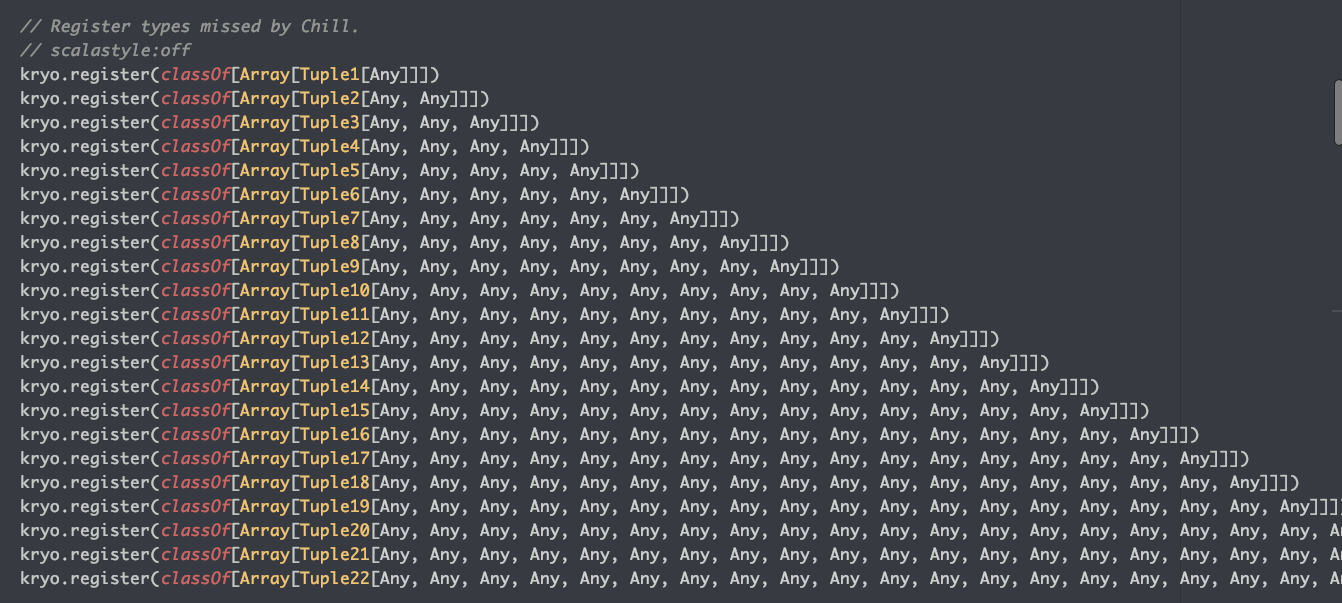 // Register types missed by Chill.
// scalastyle:off
kryo.register(classOf[Array[Tuple1[Any]]])
kryo.register(classOf[Array[Tuple2[Any, Any]]])
kryo.register(classOf[Array[Tuple3[Any, Any, Any]]])
kryo.register(classOf[Array[Tuple4[Any, Any, Any, Any]]])
kryo.register(classOf[Array[Tuple5[Any, Any, Any, Any, Any]]])
kryo.register(classOf[Array[Tuple6[Any, Any, Any, Any, Any, Any]]])
kryo.register(classOf[Array[Tuple7[Any, Any, Any, Any, Any, Any, Any]]])
kryo.register(classOf[Array[Tuple8[Any, Any, Any, Any, Any, Any, Any, Any]]])
kryo.register(classOf[Array[Tuple9[Any, Any, Any, Any, Any, Any, Any, Any, Any]]])
kryo.register(classOf[Array[Tuple10[Any, Any, Any, Any, Any, Any, Any, Any, Any, Any]]])
kryo.register(classOf[Array[Tuple11[Any, Any, Any, Any, Any, Any, Any, Any, Any, Any, Any]]])
kryo.register(classOf[Array[Tuple12[Any, Any, Any, Any, Any, Any, Any, Any, Any, Any, Any, Any]]])
kryo.register(classOf[Array[Tuple13[Any, Any, Any, Any, Any, Any, Any, Any, Any, Any, Any, Any, Any]]])
kryo.register(classOf[Array[Tuple14[Any, Any, Any, Any, Any, Any, Any, Any, Any, Any, Any, Any, Any, Any]]])
kryo.register(classOf[Array[Tuple15[Any, Any, Any, Any, Any, Any, Any, Any, Any, Any, Any, Any, Any, Any, Any]]])
kryo.register(classOf[Array[Tuple16[Any, Any, Any, Any, Any, Any, Any, Any, Any, Any, Any, Any, Any, Any, Any, Any]]])
kryo.register(classOf[Array[Tuple17[Any, Any, Any, Any, Any, Any, Any, Any, Any, Any, Any, Any, Any, Any, Any, Any, Any]]])
kryo.register(classOf[Array[Tuple18[Any, Any, Any, Any, Any, Any, Any, Any, Any, Any, Any, Any, Any, Any, Any, Any, Any, Any]]])
kryo.register(classOf[Array[Tuple19[Any, Any, Any, Any, Any, Any, Any, Any, Any, Any, Any, Any, Any, Any, Any, Any, Any, Any, Any]]]
kryo.register(classOf[Array[Tuple20[Any, Any, Any, Any, Any, Any, Any, Any, Any, Any, Any, Any, Any, Any, Any, Any, Any, Any, Any, A
kryo.register(classOf[Array[Tuple21[Any, Any, Any, Any, Any, Any, Any, Any, Any, Any, Any, Any, Any, Any, Any, Any, Any, Any, Any, A
kryo.register(classOf[Array[Tuple22[Any, Any, Any, Any, Any, Any, Any, Any, Any, Any, Any, Any, Any, Any, Any, Any, Any, Any, Any, A